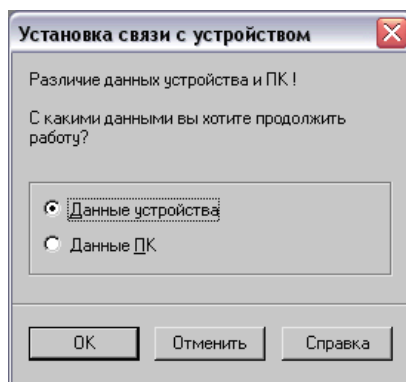 Установка связи с устройством
Различие данных устройства и ПК !
С какими данными вы хотите продолжить
работу?
Данные устройства
Данные ПК
OK
Отменить
Справка